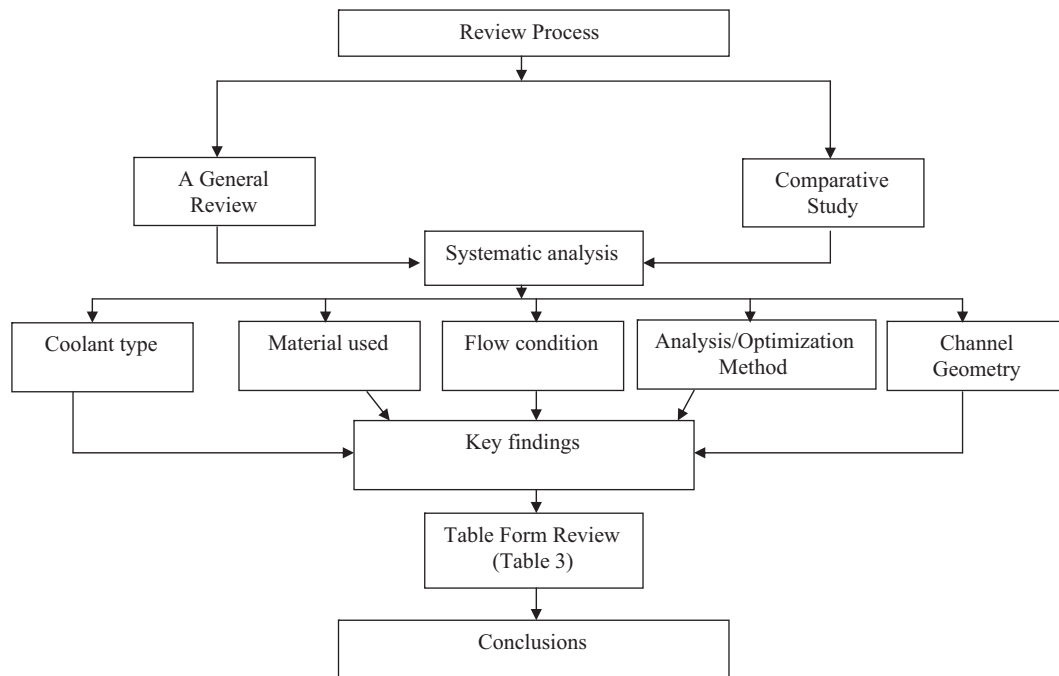 Review Process
A General
Review
Comparative
Study
Systematic analysis
Coolant type
Material used
Flow condition
Analysis/Optimization
Method
Channel
Geometry
Key findings
Table Form Review
(Table 3)
Conclusions